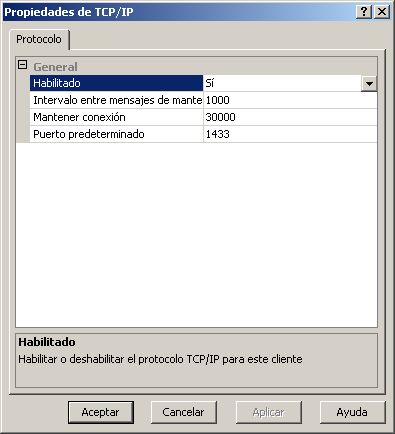 Propiedades de TCP/IP
Protocolo
General
Habilitado Sí
Intervalo entre mensajes de mante 1000
Mantener conexión 30000
Puerto predeterminado 1433
Habilitado
Habilitar o deshabilitar el protocolo TCP/IP para este cliente
Aceptar Cancelar Aplicar Ayuda